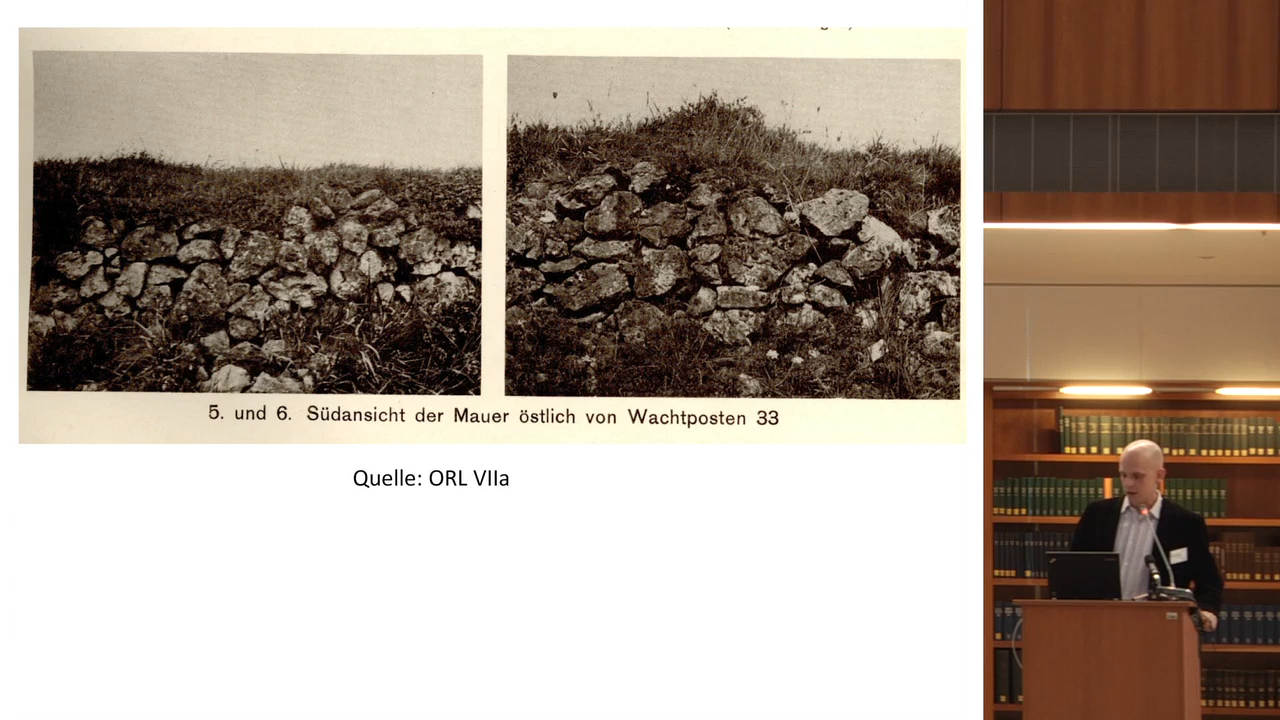 5. und 6. Südansicht der Mauer östlich von Wachtposten 33
Quelle: ORL VIIa